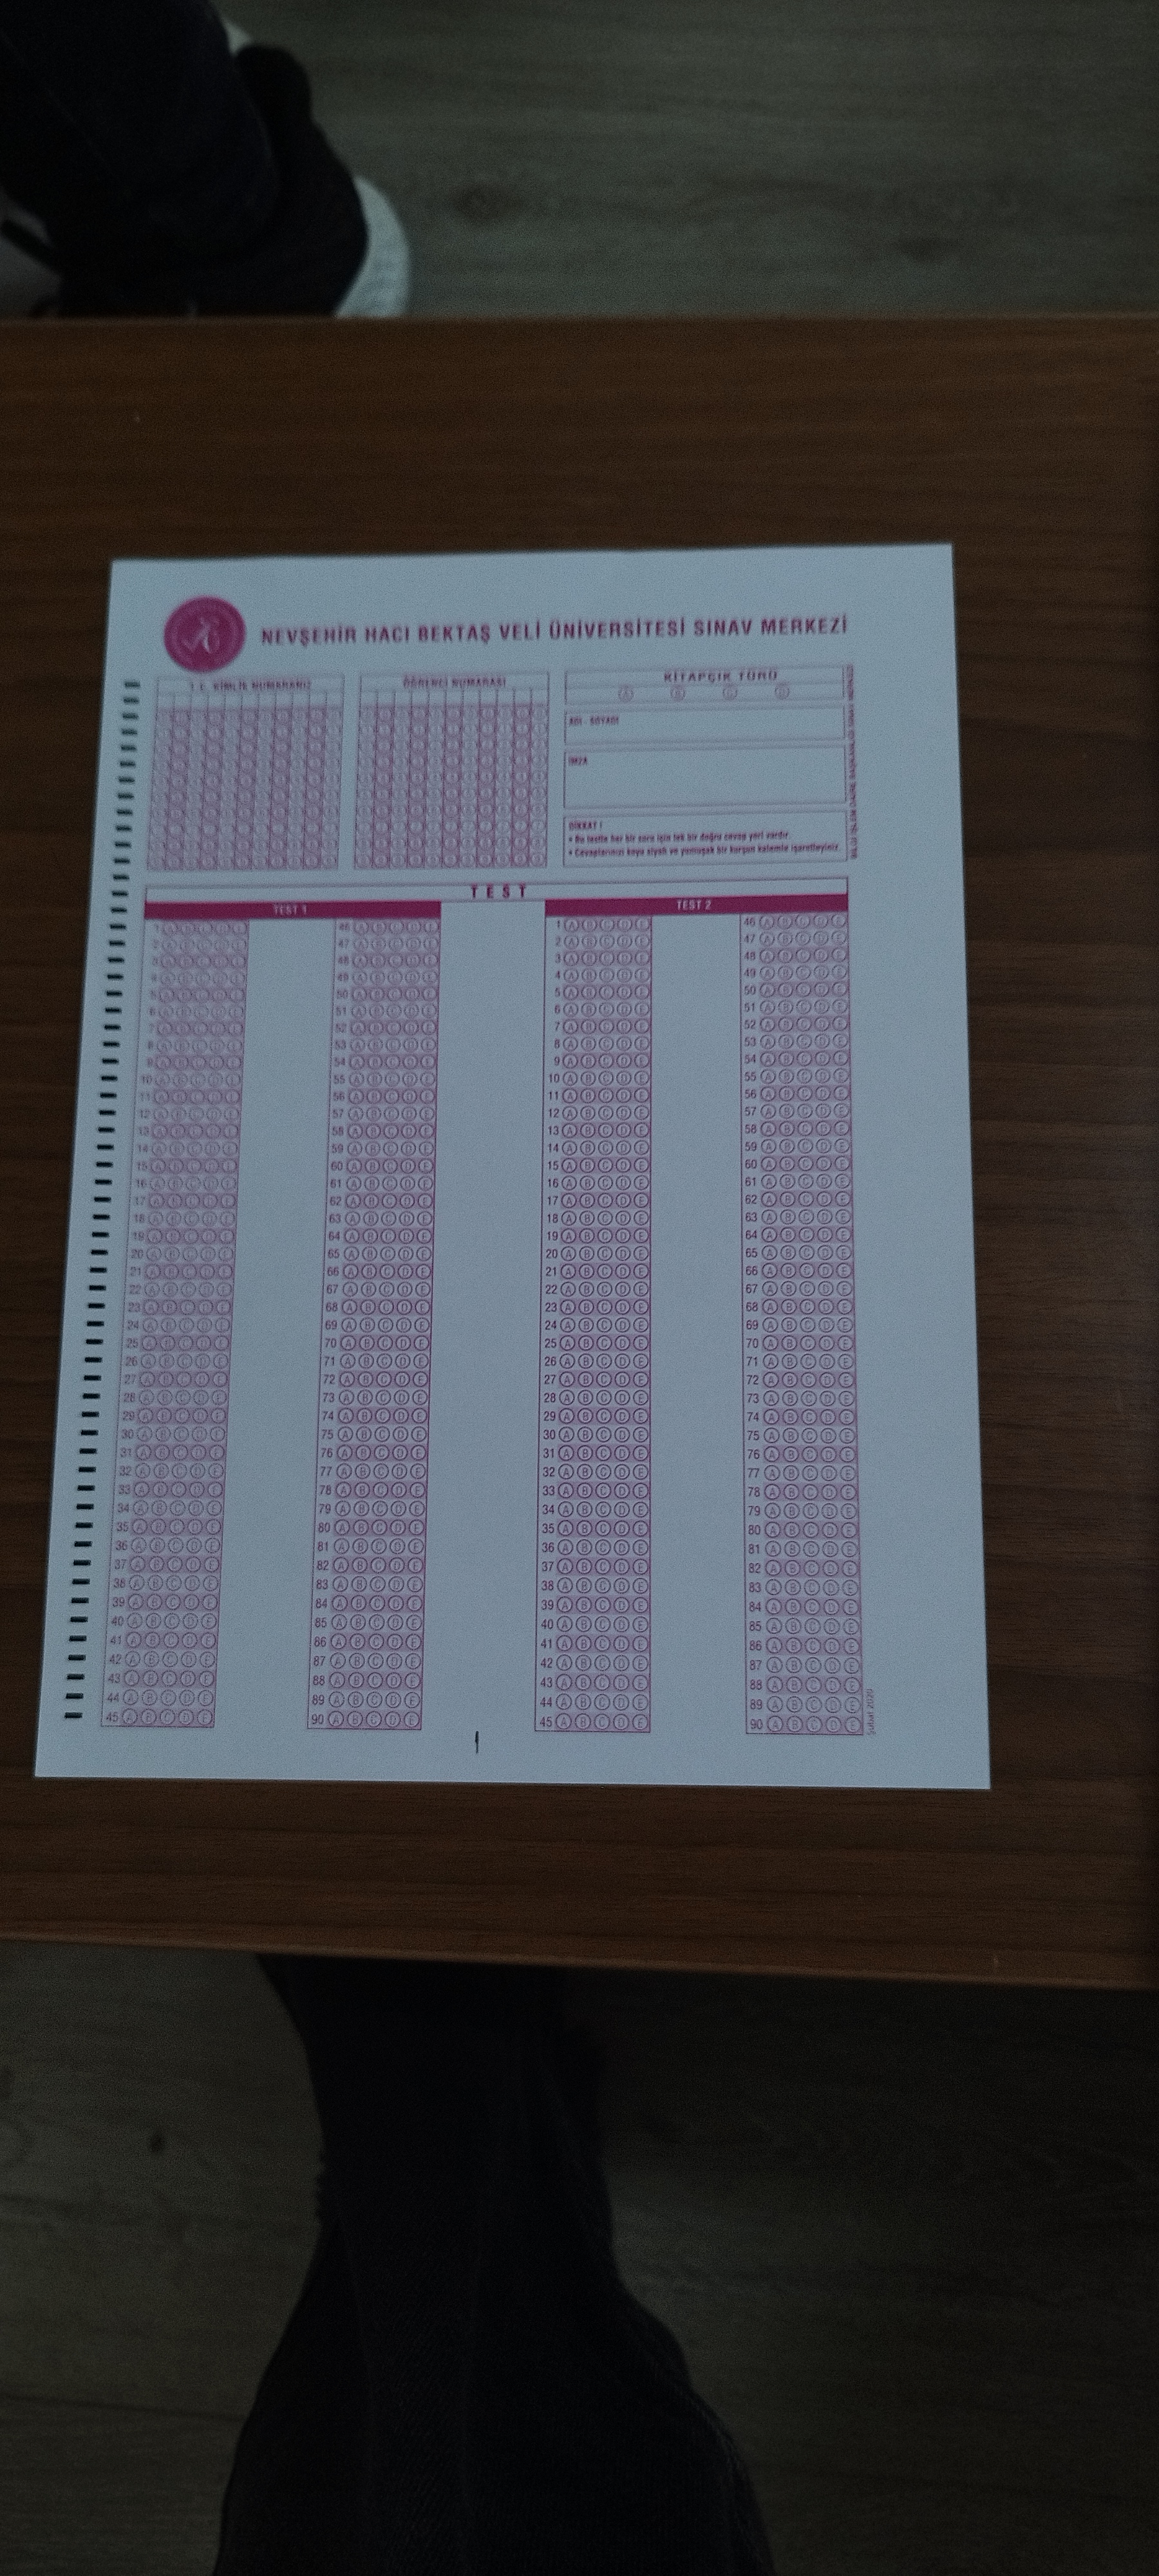 NEVŞEHİR HACI BEKTAŞ VELİ ÜNİVERSİTESİ SINAV MERKEZİ
T.C. KİMLİK NUMARANIZ
ÖĞRENCİ NUMARASI
KİTAPÇIK TÜRÜ
A B C D
ADI - SOYADI
İMZA
DİKKAT !
• Bu testte her bir soru için tek bir doğru cevap yeri vardır.
• Cevaplarınızı koyu siyah ve yumuşak bir kurşun kalemle işaretleyiniz.
BİLGİ İŞLEM DAİRE BAŞKANLIĞI SINAV MERKEZİ
TEST
TEST 1
TEST 2
1 A B C D E 46 A B C D E 1 A B C D E 46 A B C D E
2 A B C D E 47 A B C D E 2 A B C D E 47 A B C D E
3 A B C D E 48 A B C D E 3 A B C D E 48 A B C D E
4 A B C D E 49 A B C D E 4 A B C D E 49 A B C D E
5 A B C D E 50 A B C D E 5 A B C D E 50 A B C D E
6 A B C D E 51 A B C D E 6 A B C D E 51 A B C D E
7 A B C D E 52 A B C D E 7 A B C D E 52 A B C D E
8 A B C D E 53 A B C D E 8 A B C D E 53 A B C D E
9 A B C D E 54 A B C D E 9 A B C D E 54 A B C D E
10 A B C D E 55 A B C D E 10 A B C D E 55 A B C D E
11 A B C D E 56 A B C D E 11 A B C D E 56 A B C D E
12 A B C D E 57 A B C D E 12 A B C D E 57 A B C D E
13 A B C D E 58 A B C D E 13 A B C D E 58 A B C D E
14 A B C D E 59 A B C D E 14 A B C D E 59 A B C D E
15 A B C D E 60 A B C D E 15 A B C D E 60 A B C D E
16 A B C D E 61 A B C D E 16 A B C D E 61 A B C D E
17 A B C D E 62 A B C D E 17 A B C D E 62 A B C D E
18 A B C D E 63 A B C D E 18 A B C D E 63 A B C D E
19 A B C D E 64 A B C D E 19 A B C D E 64 A B C D E
20 A B C D E 65 A B C D E 20 A B C D E 65 A B C D E
21 A B C D E 66 A B C D E 21 A B C D E 66 A B C D E
22 A B C D E 67 A B C D E 22 A B C D E 67 A B C D E
23 A B C D E 68 A B C D E 23 A B C D E 68 A B C D E
24 A B C D E 69 A B C D E 24 A B C D E 69 A B C D E
25 A B C D E 70 A B C D E 25 A B C D E 70 A B C D E
26 A B C D E 71 A B C D E 26 A B C D E 71 A B C D E
27 A B C D E 72 A B C D E 27 A B C D E 72 A B C D E
28 A B C D E 73 A B C D E 28 A B C D E 73 A B C D E
29 A B C D E 74 A B C D E 29 A B C D E 74 A B C D E
30 A B C D E 75 A B C D E 30 A B C D E 75 A B C D E
31 A B C D E 76 A B C D E 31 A B C D E 76 A B C D E
32 A B C D E 77 A B C D E 32 A B C D E 77 A B C D E
33 A B C D E 78 A B C D E 33 A B C D E 78 A B C D E
34 A B C D E 79 A B C D E 34 A B C D E 79 A B C D E
35 A B C D E 80 A B C D E 35 A B C D E 80 A B C D E
36 A B C D E 81 A B C D E 36 A B C D E 81 A B C D E
37 A B C D E 82 A B C D E 37 A B C D E 82 A B C D E
38 A B C D E 83 A B C D E 38 A B C D E 83 A B C D E
39 A B C D E 84 A B C D E 39 A B C D E 84 A B C D E
40 A B C D E 85 A B C D E 40 A B C D E 85 A B C D E
41 A B C D E 86 A B C D E 41 A B C D E 86 A B C D E
42 A B C D E 87 A B C D E 42 A B C D E 87 A B C D E
43 A B C D E 88 A B C D E 43 A B C D E 88 A B C D E
44 A B C D E 89 A B C D E 44 A B C D E 89 A B C D E
45 A B C D E 90 A B C D E 45 A B C D E 90 A B C D E
Şubat 2020